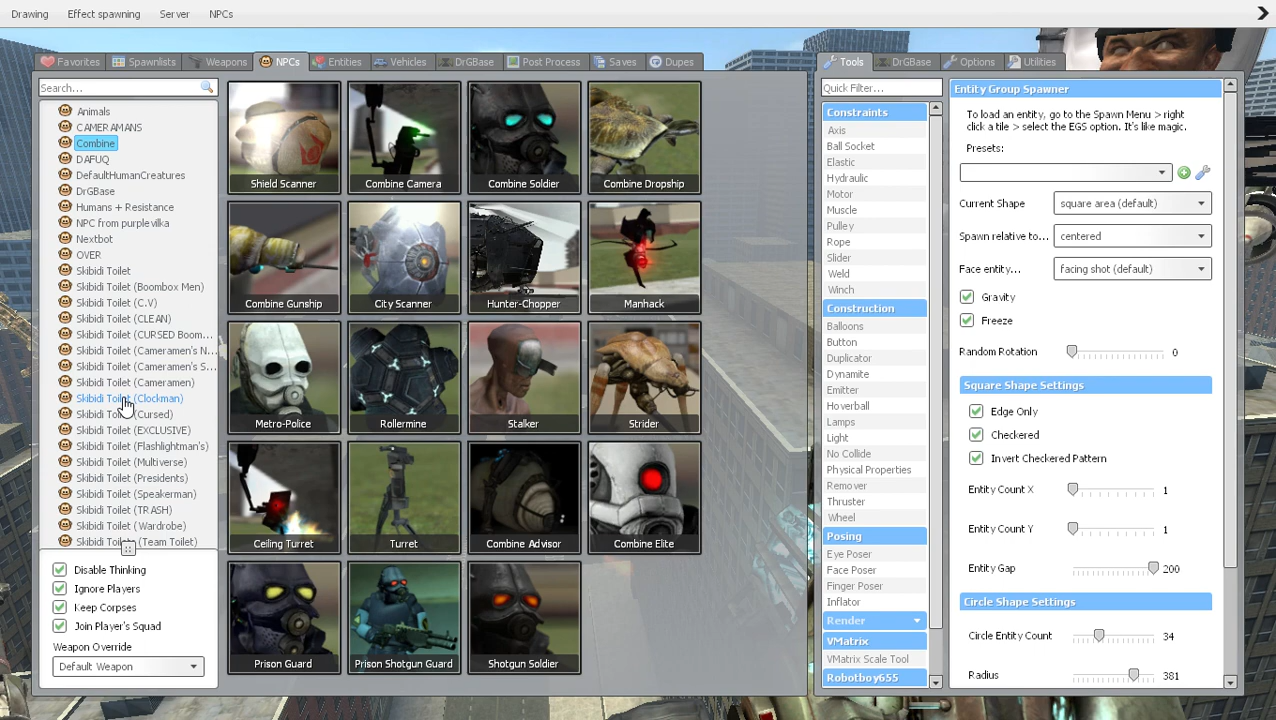 Drawing Effect spawning Server NPCs
Favorites Spawnlists Weapons NPCs Entities Vehicles DrGBase Post Process Saves Dupes
Search...
Animals
CAMERAMANS
Combine
DAFUQ
DefaultHumanCreatures
DrGBase
Humans + Resistance
NPC from purplevilka
Nextbot
OVER
Skibidi Toilet
Skibidi Toilet (Boombox Men)
Skibidi Toilet (C.V)
Skibidi Toilet (CLEAN)
Skibidi Toilet (CURSED Boom...
Skibidi Toilet (Cameramen's N...
Skibidi Toilet (Cameramen's S...
Skibidi Toilet (Cameramen)
Skibidi Toilet (Clockman)
Skibidi Toilet (Cursed)
Skibidi Toilet (EXCLUSIVE)
Skibidi Toilet (Flashlightman's)
Skibidi Toilet (Multiverse)
Skibidi Toilet (Presidents)
Skibidi Toilet (Speakerman)
Skibidi Toilet (TRASH)
Skibidi Toilet (Wardrobe)
Skibidi Toilet (Team Toilet)
Disable Thinking
Ignore Players
Keep Corpses
Join Player's Squad
Weapon Override
Default Weapon
Shield Scanner Combine Camera Combine Soldier Combine Dropship
Combine Gunship City Scanner Hunter-Chopper Manhack
Metro-Police Rollermine Stalker Strider
Ceiling Turret Turret Combine Advisor Combine Elite
Prison Guard Prison Shotgun Guard Shotgun Soldier
Tools DrGBase Options Utilities
Quick Filter...
Constraints
Axis
Ball Socket
Elastic
Hydraulic
Motor
Muscle
Pulley
Rope
Slider
Weld
Winch
Construction
Balloons
Button
Duplicator
Dynamite
Emitter
Hoverball
Lamps
Light
No Collide
Physical Properties
Remover
Thruster
Wheel
Posing
Eye Poser
Face Poser
Finger Poser
Inflator
Render
VMatrix
VMatrix Scale Tool
Robotboy655
Entity Group Spawner
To load an entity, go to the Spawn Menu > right
click a tile > select the EGS option. It's like magic.
Presets:
Current Shape square area (default)
Spawn relative to... centered
Face entity... facing shot (default)
Gravity
Freeze
Random Rotation 0
Square Shape Settings
Edge Only
Checkered
Invert Checkered Pattern
Entity Count X 1
Entity Count Y 1
Entity Gap 200
Circle Shape Settings
Circle Entity Count 34
Radius 381